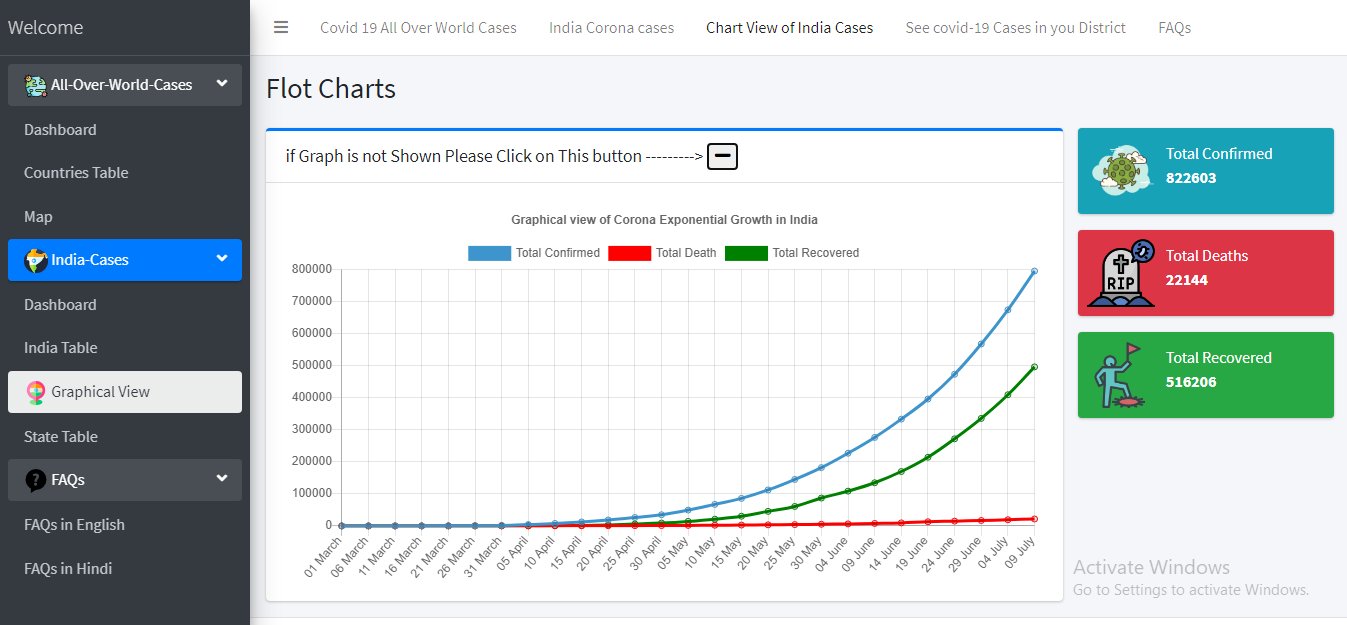 Welcome
All-Over-World-Cases
Dashboard
Countries Table
Map
India-Cases
Dashboard
India Table
Graphical View
State Table
? FAQs
FAQs in English
FAQs in Hindi
Covid 19 All Over World Cases India Corona cases Chart View of India Cases See covid-19 Cases in you District FAQs
Flot Charts
if Graph is not Shown Please Click on This button --------->
Graphical view of Corona Exponential Growth in India
Total Confirmed Total Death Total Recovered
800000
700000
600000
500000
400000
300000
200000
100000
0
01 March 06 March 11 March 16 March 21 March 26 March 31 March 05 April 10 April 15 April 20 April 25 April 30 April 05 May 10 May 15 May 20 May 25 May 30 May 04 June 09 June 14 June 19 June 24 June 29 June 04 July 09 July
Total Confirmed
822603
RIP
Total Deaths
22144
Total Recovered
516206
Activate Windows
Go to Settings to activate Windows.